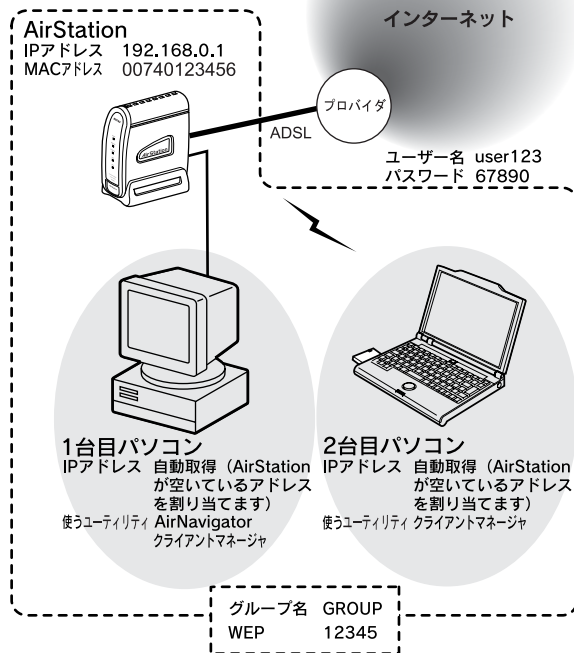 インターネット
AirStation
IPアドレス 192.168.0.1
MACアドレス 00740123456
プロバイダ
ADSL
AirStation
ユーザー名 user123
パスワード 67890
1台目パソコン
IPアドレス 自動取得（AirStation
が空いているアドレス
を割り当てます）
使うユーティリティ AirNavigator
クライアントマネージャ
2台目パソコン
IPアドレス 自動取得（AirStation
が空いているアドレス
を割り当てます）
使うユーティリティ クライアントマネージャ
グループ名 GROUP
WEP 12345